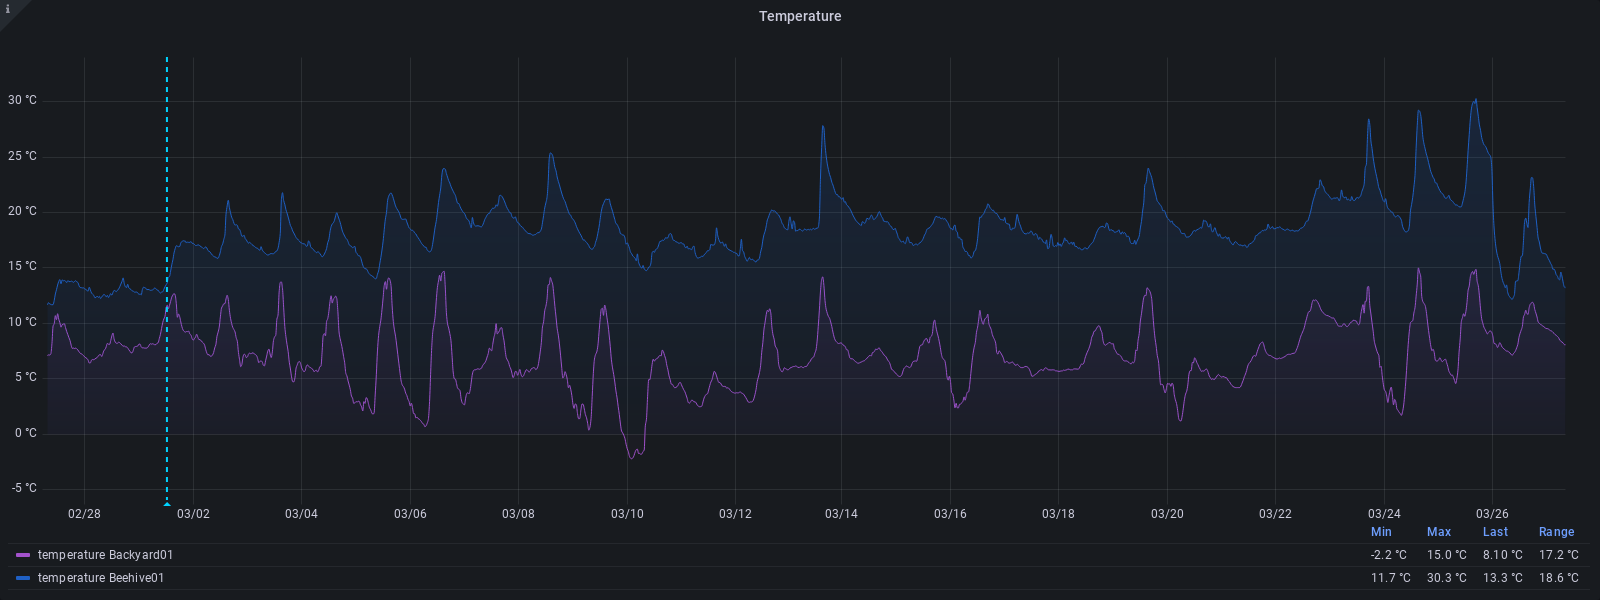 i
Temperature
30 °C
25 °C
20 °C
15 °C
10 °C
5 °C
0 °C
-5 °C
02/28 03/02 03/04 03/06 03/08 03/10 03/12 03/14 03/16 03/18 03/20 03/22 03/24 03/26
Min Max Last Range
temperature Backyard01 -2.2 °C 15.0 °C 8.10 °C 17.2 °C
temperature Beehive01 11.7 °C 30.3 °C 13.3 °C 18.6 °C